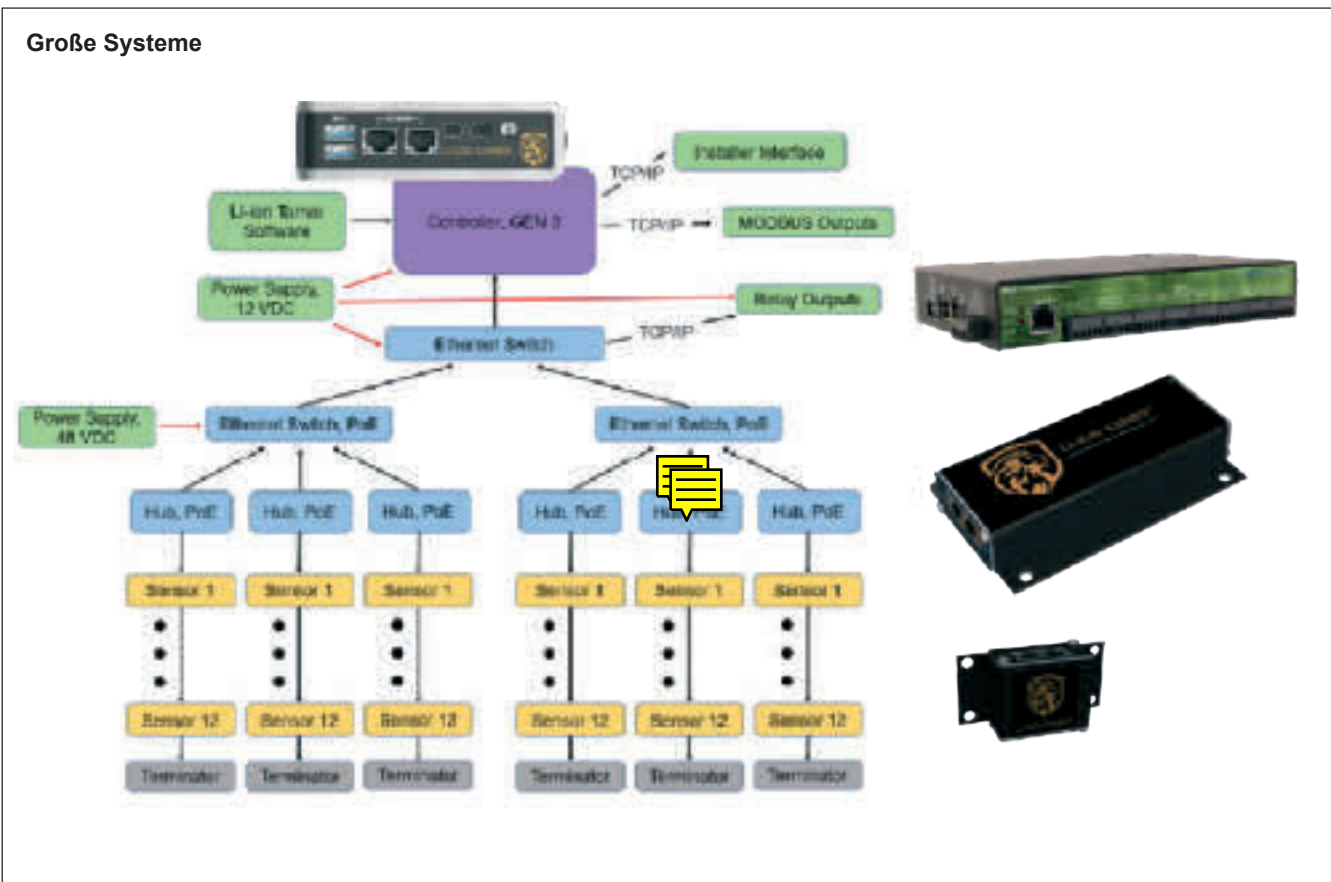 Große Systeme
Installer Interface
TCP/IP
Li-ion Tamer
Software
Controller, GEN 3
TCP/IP
MODBUS Outputs
Power Supply,
12 VDC
Relay Outputs
TCP/IP
Ethernet Switch
Power Supply,
48 VDC
Ethernet Switch, PoE
Ethernet Switch, PoE
Hub, PoE
Hub, PoE
Hub, PoE
Hub, PoE
Hub, PoE
Hub, PoE
Sensor 1
Sensor 1
Sensor 1
Sensor 1
Sensor 1
Sensor 1
Sensor 12
Sensor 12
Sensor 12
Sensor 12
Sensor 12
Sensor 12
Terminator
Terminator
Terminator
Terminator
Terminator
Terminator